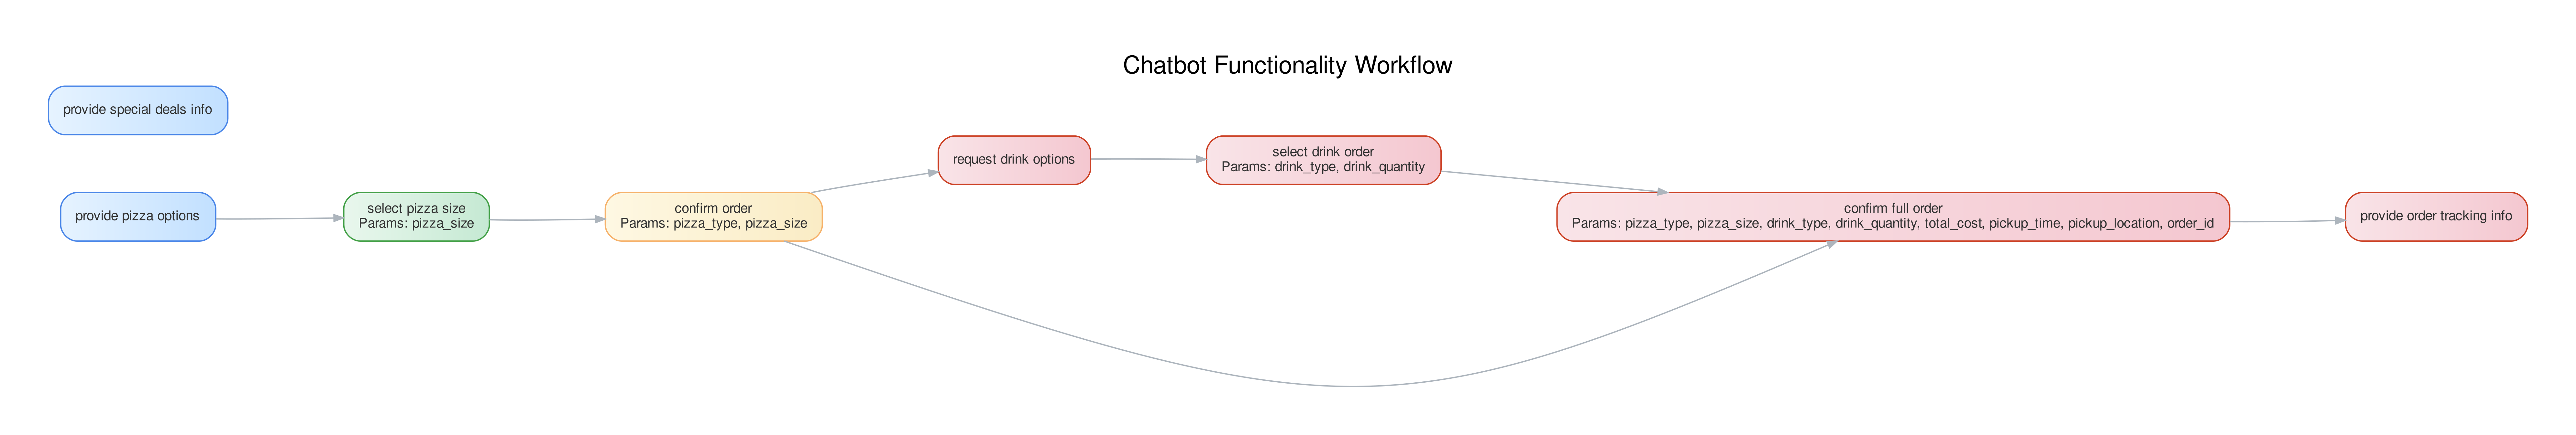 Chatbot Functionality Workflow
provide special deals info
provide pizza options
select pizza size
Params: pizza_size
confirm order
Params: pizza_type, pizza_size
request drink options
select drink order
Params: drink_type, drink_quantity
confirm full order
Params: pizza_type, pizza_size, drink_type, drink_quantity, total_cost, pickup_time, pickup_location, order_id
provide order tracking info